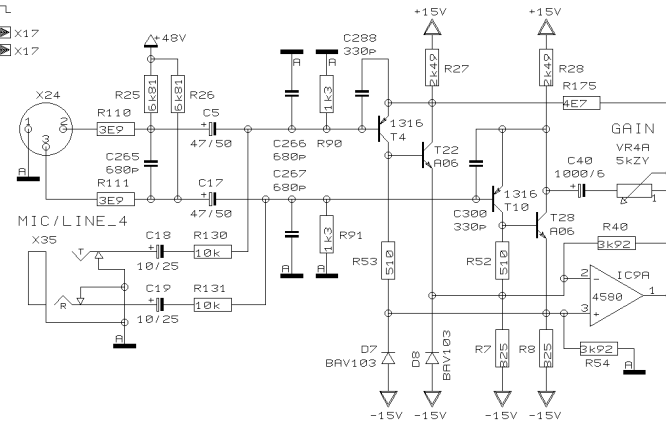 X17
X17
+48V
C288
330p
+15V
+15V
X24
R25
6k81
R26
6k81
A
A
2k49
R27
2k49
R28
R175
4E7
R110
3E9
C5
+
47/50
1k3
1316
T4
GAIN
1
2
3
C265
680p
C266
680p
R90
T22
A06
C40
1000/6
+
VR4A
5kZY
A
R111
3E9
C17
+
47/50
C267
680p
1316
T10
MIC/LINE_4
C300
330p
T28
A06
X35
C18
+
10/25
R130
10k
1k3
R91
R40
3k92
T
R53
510
R52
510
IC9A
4580
2
-
3
+
1
A
A
R
C19
+
10/25
R131
10k
A
D7
BAV103
D8
BAV103
R7
825
R8
825
3k92
R54
A
-15V
-15V
-15V
-15V